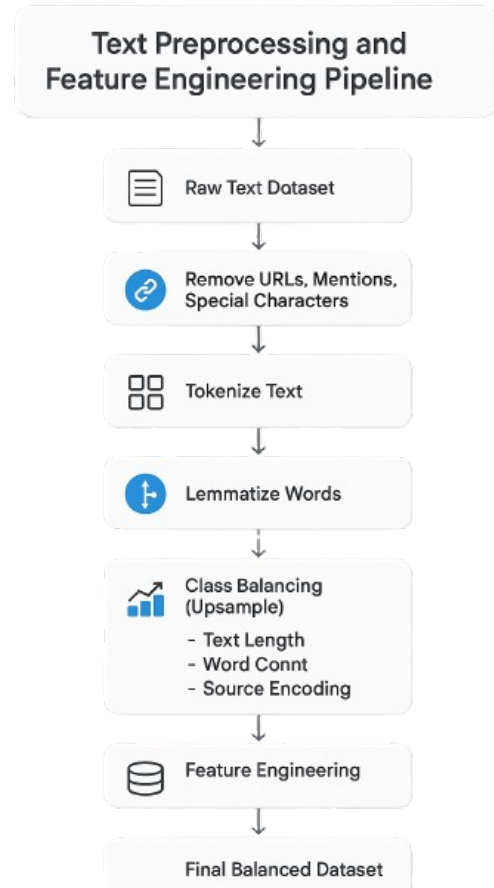 Text Preprocessing and
Feature Engineering Pipeline
Raw Text Dataset
Remove URLs, Mentions,
Special Characters
Tokenize Text
Lemmatize Words
Class Balancing
(Upsample)
- Text Length
- Word Connt
- Source Encoding
Feature Engineering
Final Balanced Dataset